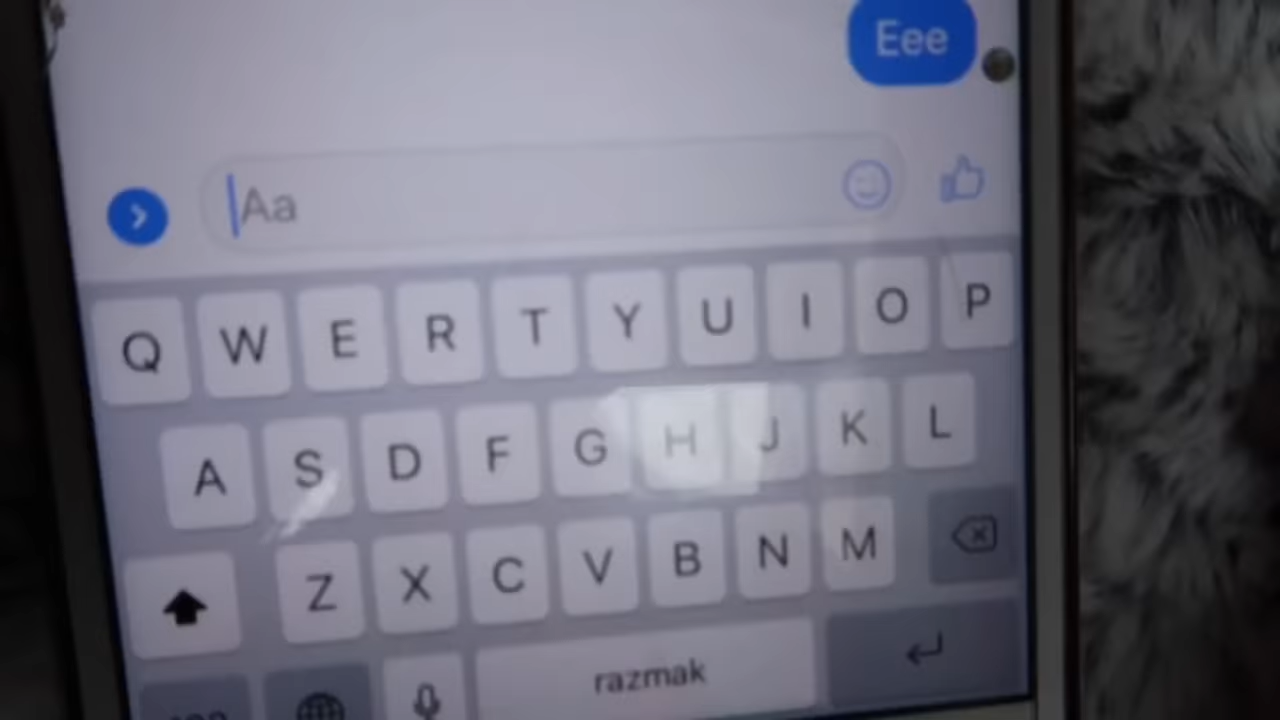 Eee
Aa
Q W E R T Y U I O P
A S D F G H J K L
Z X C V B N M
razmak